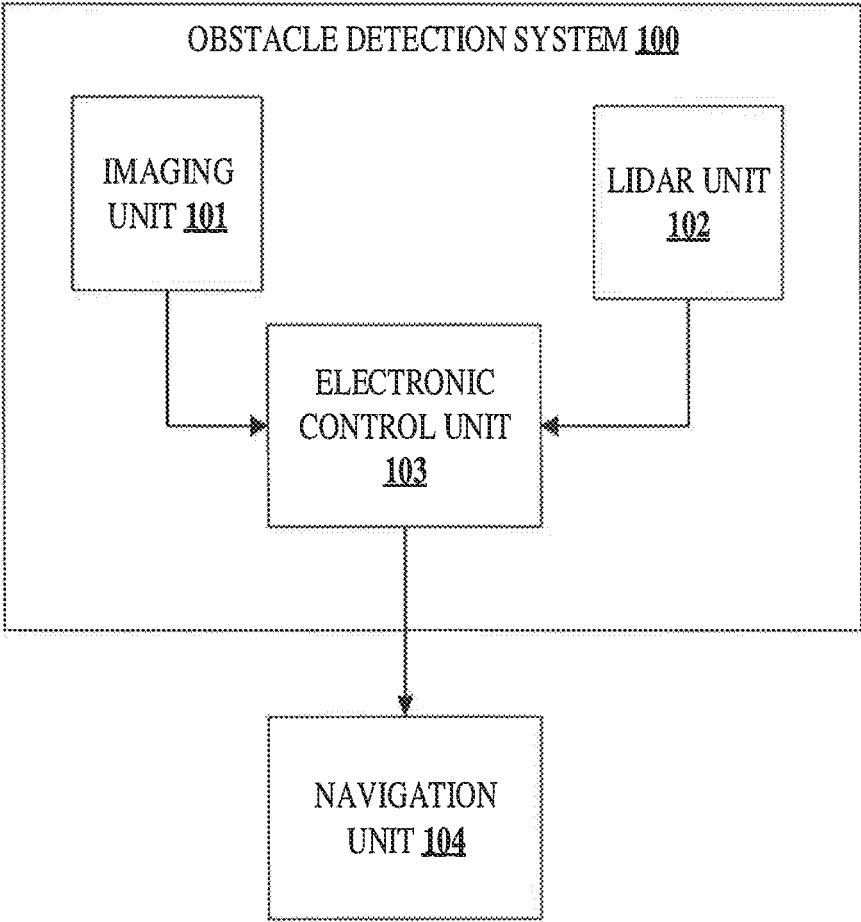 OBSTACLE DETECTION SYSTEM 100
IMAGING
UNIT 101
LIDAR UNIT
102
ELECTRONIC
CONTROL UNIT
103
NAVIGATION
UNIT 104